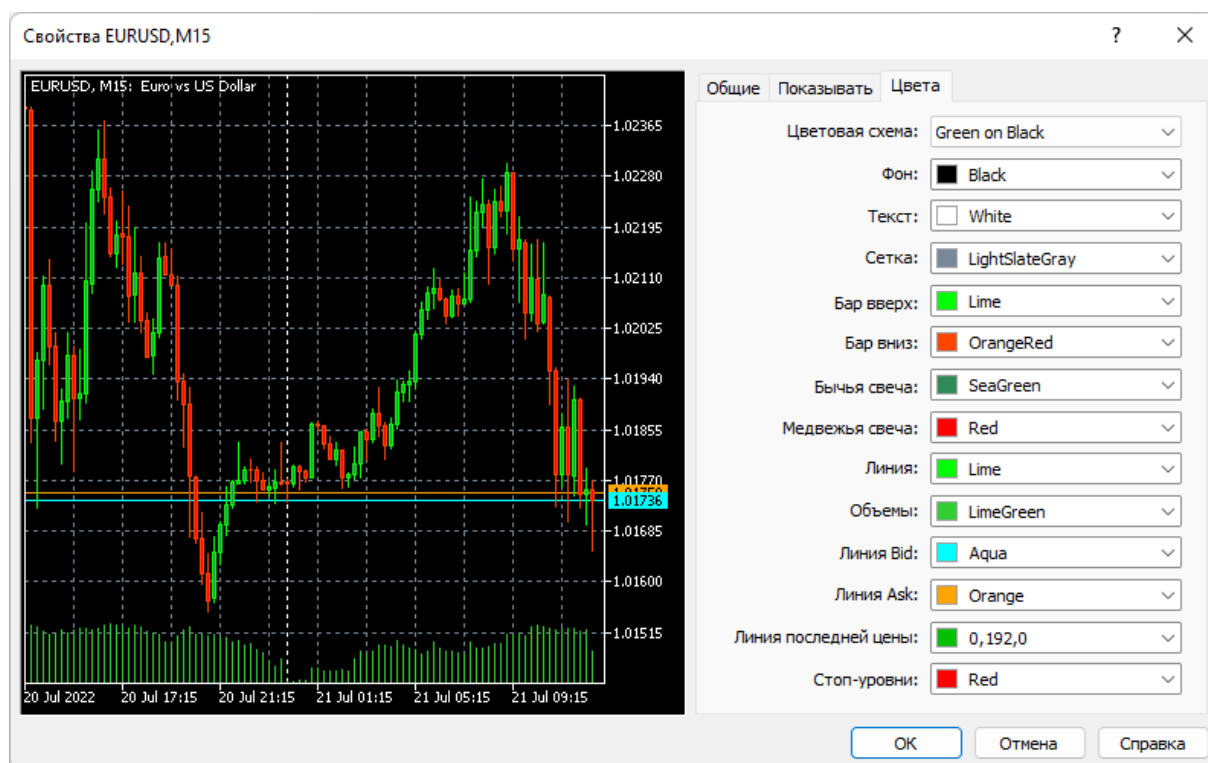 Свойства EURUSD,M15
?
EURUSD, M15: Euro vs US Dollar
1.02365
1.02280
1.02195
1.02110
1.02025
1.01940
1.01855
1.01770
1.01736
1.01685
1.01600
1.01515
20 Jul 2022
20 Jul 17:15
20 Jul 21:15
21 Jul 01:15
21 Jul 05:15
21 Jul 09:15
Общие
Показывать
Цвета
Цветовая схема: Green on Black
Фон: Black
Текст: White
Сетка: LightSlateGray
Бар вверх: Lime
Бар вниз: OrangeRed
Бычья свеча: SeaGreen
Медвежья свеча: Red
Линия: Lime
Объемы: LimeGreen
Линия Bid: Aqua
Линия Ask: Orange
Линия последней цены: 0,192,0
Стоп-уровни: Red
ОК
Отмена
Справка